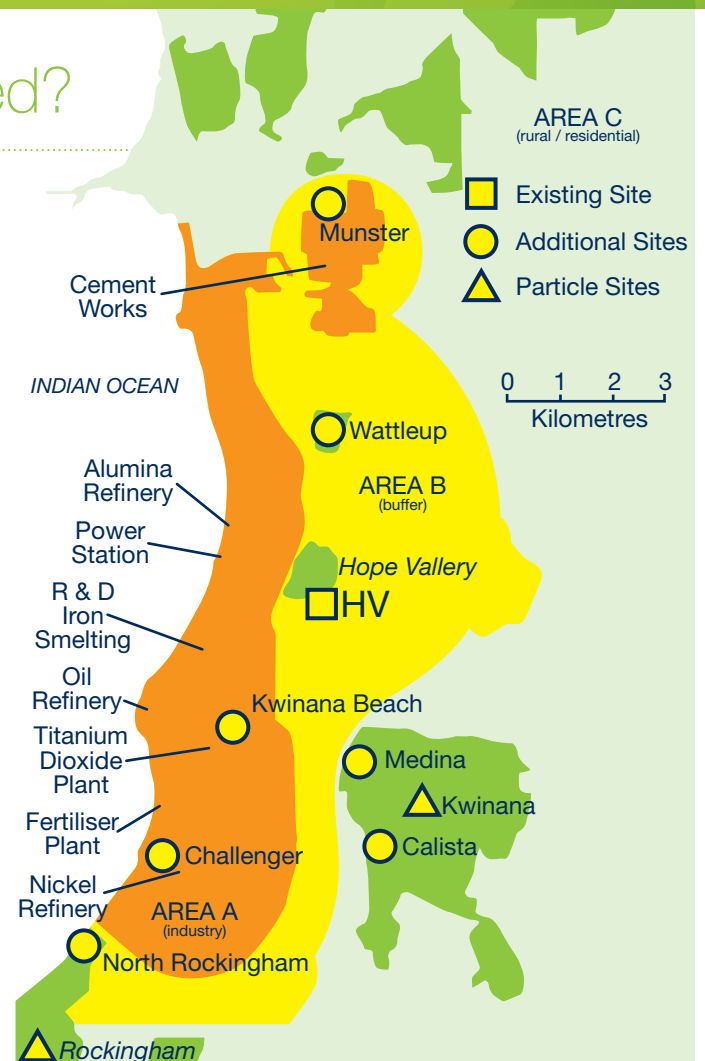 ed?
AREA C
(rural / residential)
Existing Site
Additional Sites
Particle Sites
Munster
Cement
Works
INDIAN OCEAN
0 1 2 3
Kilometres
Wattleup
Alumina
Refinery
AREA B
(buffer)
Power
Station
Hope Vallery
HV
R & D
Iron
Smelting
Oil
Refinery
Kwinana Beach
Titanium
Dioxide
Plant
Medina
Kwinana
Fertiliser
Plant
Calista
Challenger
Nickel
Refinery
AREA A
(industry)
North Rockingham
Rockingham